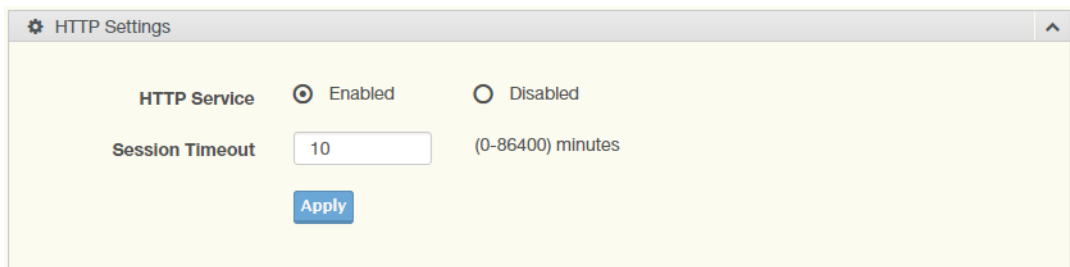 HTTP Settings
HTTP Service Enabled Disabled
Session Timeout 10 (0-86400) minutes
Apply